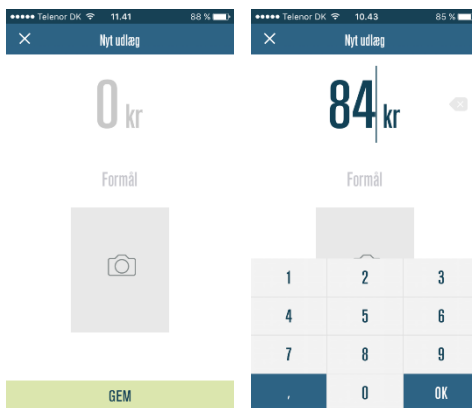 Telenor DK 11.41 88 %
Nyt udlæg
0 kr
Formål
GEM
Telenor DK 10.43 85 %
Nyt udlæg
84 kr
Formål
1 2 3
4 5 6
7 8 9
, 0 OK